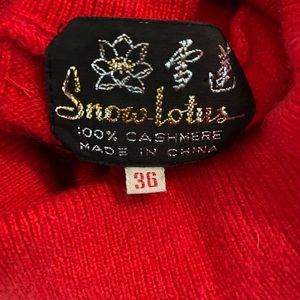 雪蓮
Snow Lotus
100% CASHMERE
MADE IN CHINA
36